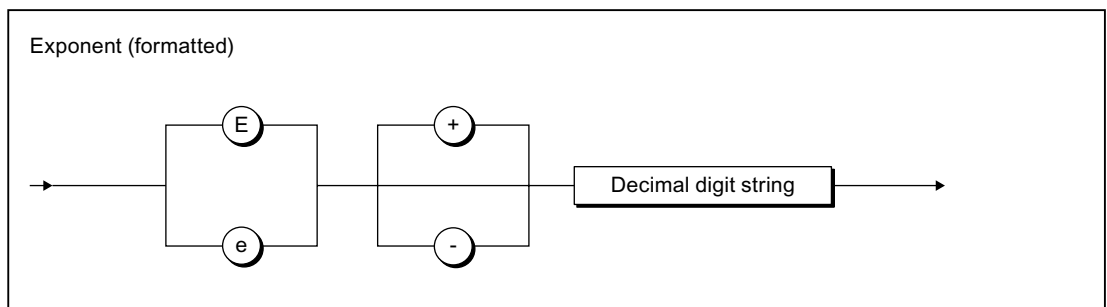 Exponent (formatted)
E
+
Decimal digit string
e
-